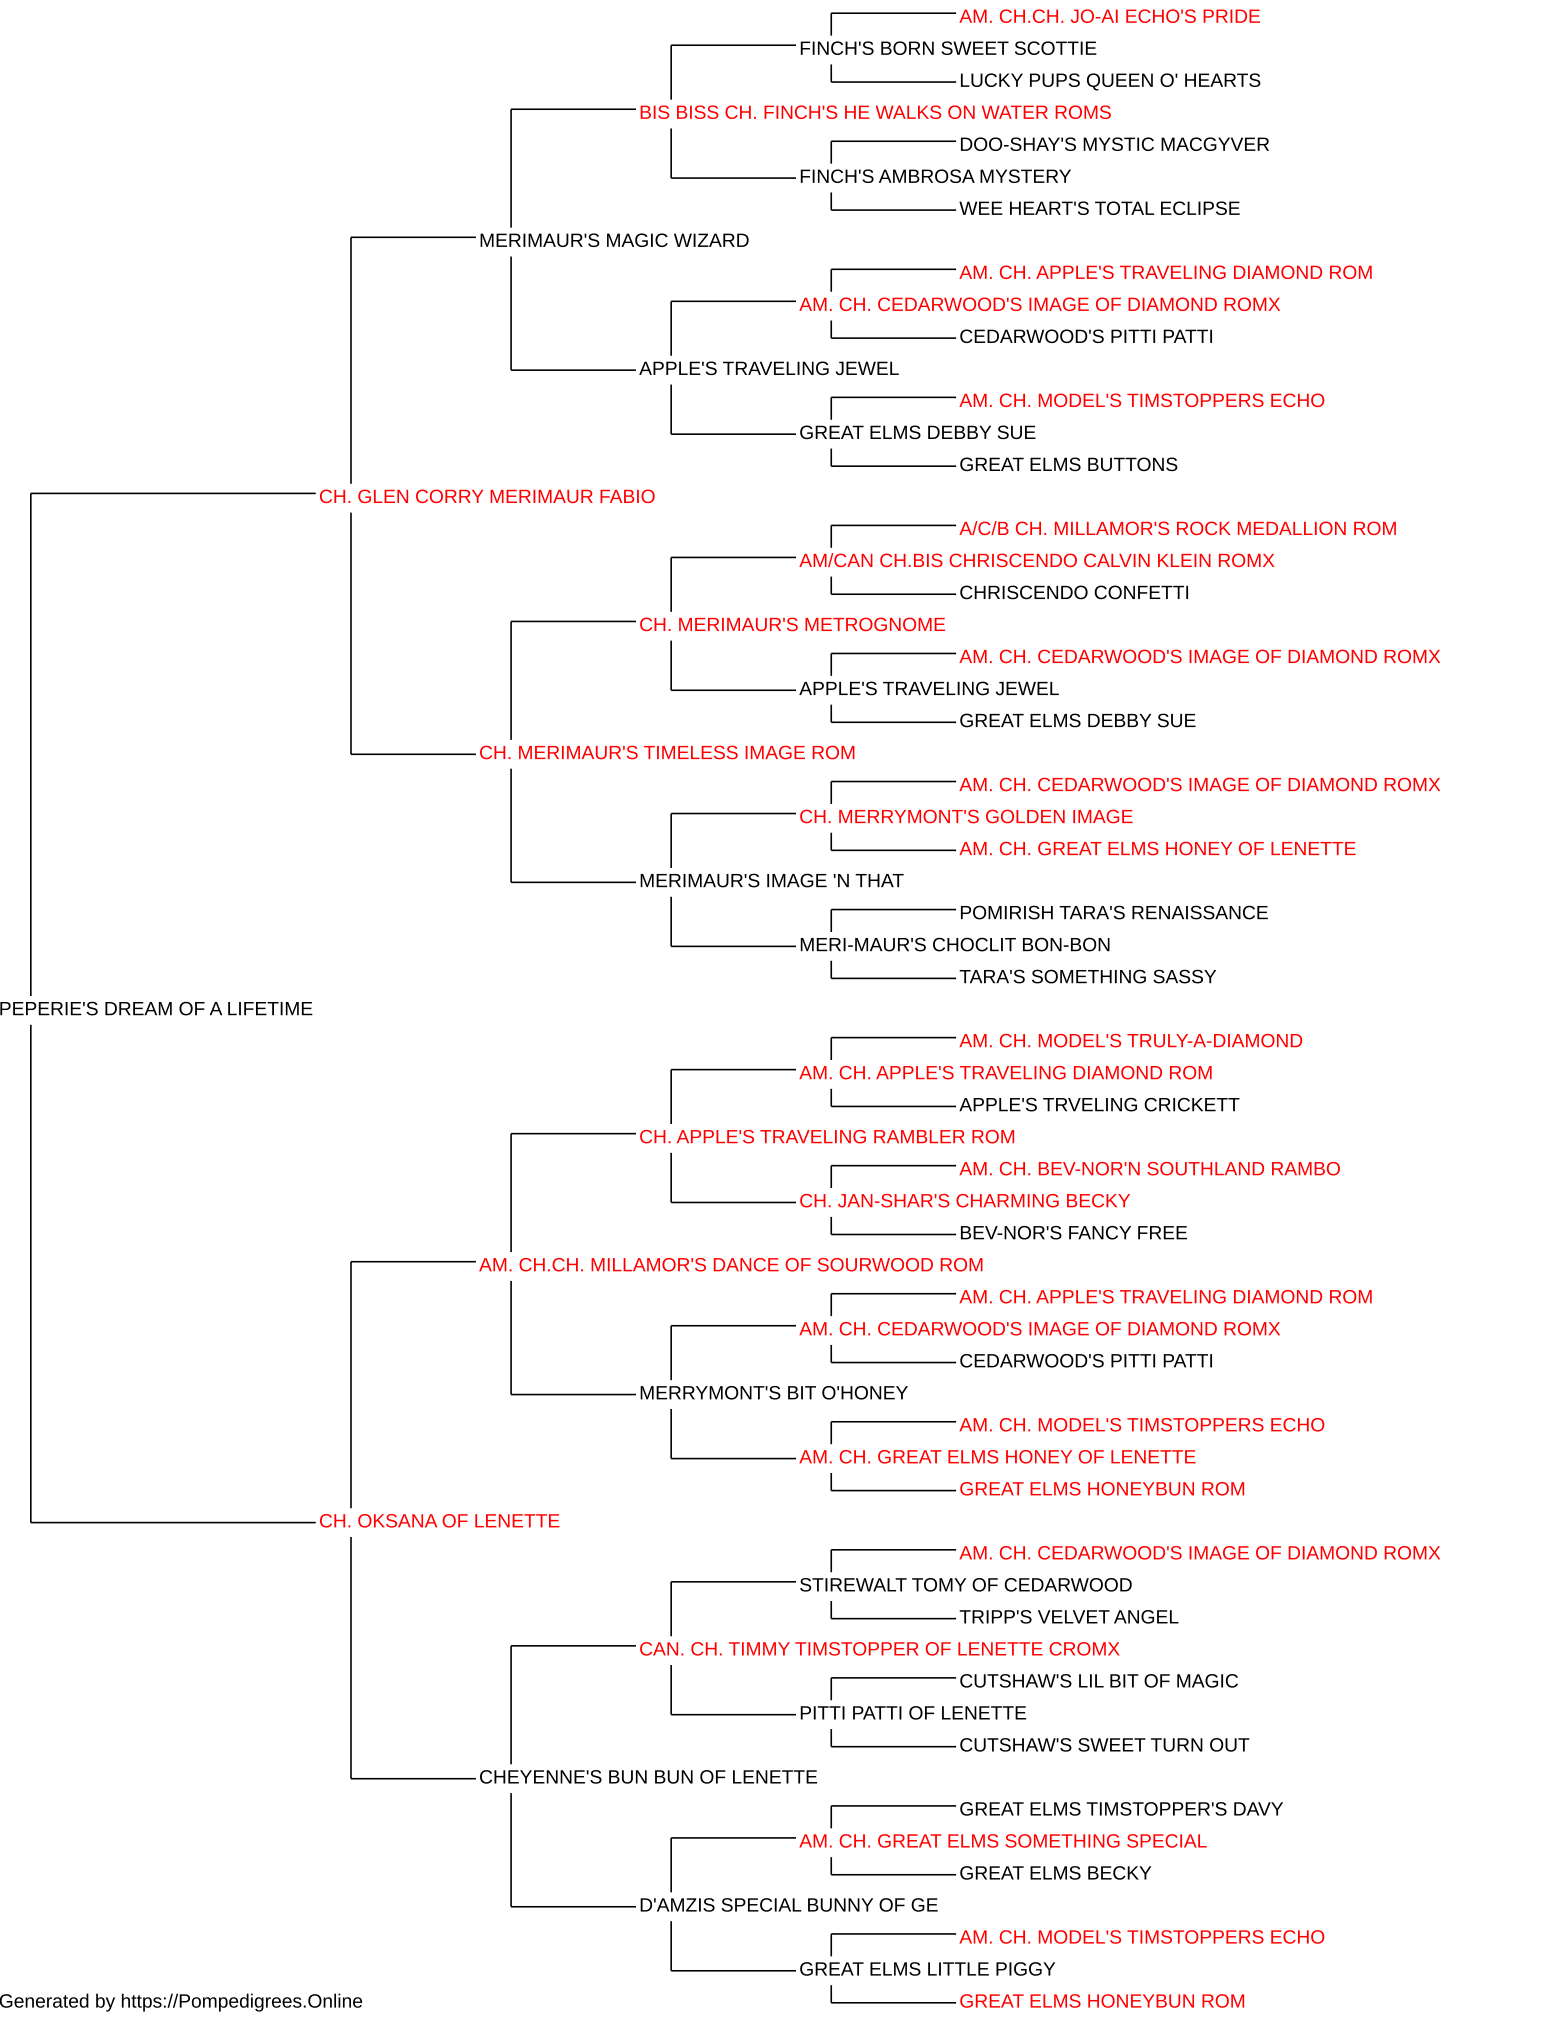 AM. CH.CH. JO-AI ECHO'S PRIDE
FINCH'S BORN SWEET SCOTTIE
LUCKY PUPS QUEEN O' HEARTS
BIS BISS CH. FINCH'S HE WALKS ON WATER ROMS
DOO-SHAY'S MYSTIC MACGYVER
FINCH'S AMBROSA MYSTERY
WEE HEART'S TOTAL ECLIPSE
MERIMAUR'S MAGIC WIZARD
AM. CH. APPLE'S TRAVELING DIAMOND ROM
AM. CH. CEDARWOOD'S IMAGE OF DIAMOND ROMX
CEDARWOOD'S PITTI PATTI
APPLE'S TRAVELING JEWEL
AM. CH. MODEL'S TIMSTOPPERS ECHO
GREAT ELMS DEBBY SUE
GREAT ELMS BUTTONS
CH. GLEN CORRY MERIMAUR FABIO
A/C/B CH. MILLAMOR'S ROCK MEDALLION ROM
AM/CAN CH.BIS CHRISCENDO CALVIN KLEIN ROMX
CHRISCENDO CONFETTI
CH. MERIMAUR'S METROGNOME
AM. CH. CEDARWOOD'S IMAGE OF DIAMOND ROMX
APPLE'S TRAVELING JEWEL
GREAT ELMS DEBBY SUE
CH. MERIMAUR'S TIMELESS IMAGE ROM
AM. CH. CEDARWOOD'S IMAGE OF DIAMOND ROMX
CH. MERRYMONT'S GOLDEN IMAGE
AM. CH. GREAT ELMS HONEY OF LENETTE
MERIMAUR'S IMAGE 'N THAT
POMIRISH TARA'S RENAISSANCE
MERI-MAUR'S CHOCLIT BON-BON
TARA'S SOMETHING SASSY
PEPERIE'S DREAM OF A LIFETIME
AM. CH. MODEL'S TRULY-A-DIAMOND
AM. CH. APPLE'S TRAVELING DIAMOND ROM
APPLE'S TRVELING CRICKETT
CH. APPLE'S TRAVELING RAMBLER ROM
AM. CH. BEV-NOR'N SOUTHLAND RAMBO
CH. JAN-SHAR'S CHARMING BECKY
BEV-NOR'S FANCY FREE
AM. CH.CH. MILLAMOR'S DANCE OF SOURWOOD ROM
AM. CH. APPLE'S TRAVELING DIAMOND ROM
AM. CH. CEDARWOOD'S IMAGE OF DIAMOND ROMX
CEDARWOOD'S PITTI PATTI
MERRYMONT'S BIT O'HONEY
AM. CH. MODEL'S TIMSTOPPERS ECHO
AM. CH. GREAT ELMS HONEY OF LENETTE
GREAT ELMS HONEYBUN ROM
CH. OKSANA OF LENETTE
AM. CH. CEDARWOOD'S IMAGE OF DIAMOND ROMX
STIREWALT TOMY OF CEDARWOOD
TRIPP'S VELVET ANGEL
CAN. CH. TIMMY TIMSTOPPER OF LENETTE CROMX
CUTSHAW'S LIL BIT OF MAGIC
PITTI PATTI OF LENETTE
CUTSHAW'S SWEET TURN OUT
CHEYENNE'S BUN BUN OF LENETTE
GREAT ELMS TIMSTOPPER'S DAVY
AM. CH. GREAT ELMS SOMETHING SPECIAL
GREAT ELMS BECKY
D'AMZIS SPECIAL BUNNY OF GE
AM. CH. MODEL'S TIMSTOPPERS ECHO
GREAT ELMS LITTLE PIGGY
GREAT ELMS HONEYBUN ROM
Generated by https://Pompedigrees.Online